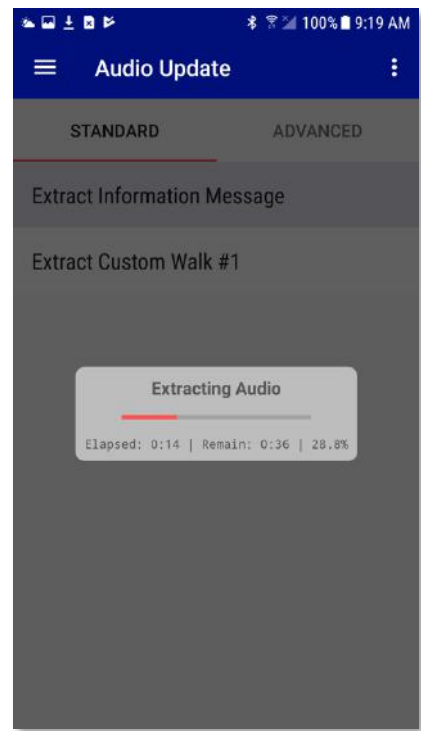 100% 9:19 AM
Audio Update
STANDARD ADVANCED
Extract Information Message
Extract Custom Walk #1
Extracting Audio
Elapsed: 0:14 | Remain: 0:36 | 28.8%